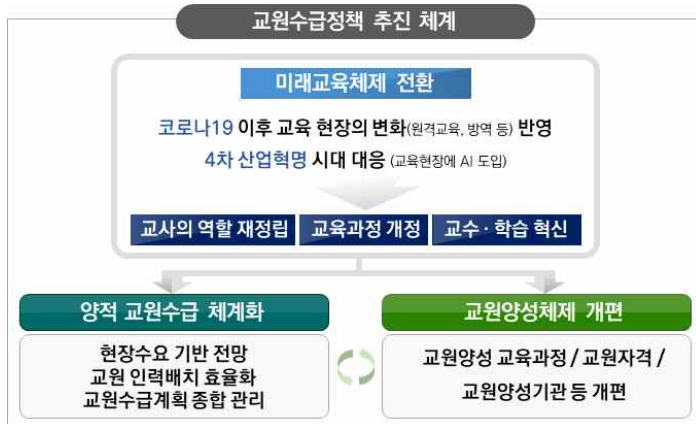 교원수급정책 추진 체계
미래교육체제 전환
코로나19 이후 교육 현장의 변화(원격교육, 방역 등) 반영
4차 산업혁명 시대 대응 (교육현장에 AI 도입)
교사의 역할 재정립
교육과정 개정
교수·학습 혁신
양적 교원수급 체계화
현장수요 기반 전망
교원 인력배치 효율화
교원수급계획 종합 관리
교원양성체제 개편
교원양성 교육과정 / 교원자격 /
교원양성기관 등 개편